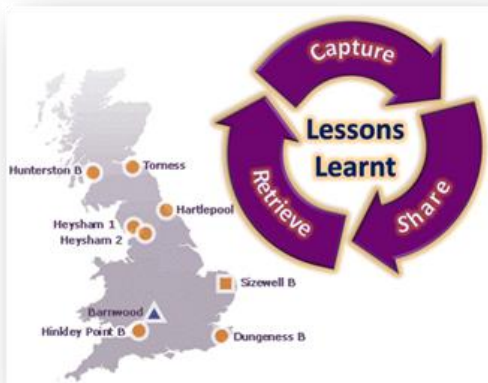 Capture
Lessons
Learnt
Retrieve
Share
Hunterston B
Torness
Hartlepool
Heysham 1
Heysham 2
Sizewell B
Barnwood
Hinkley Point B
Dungeness B